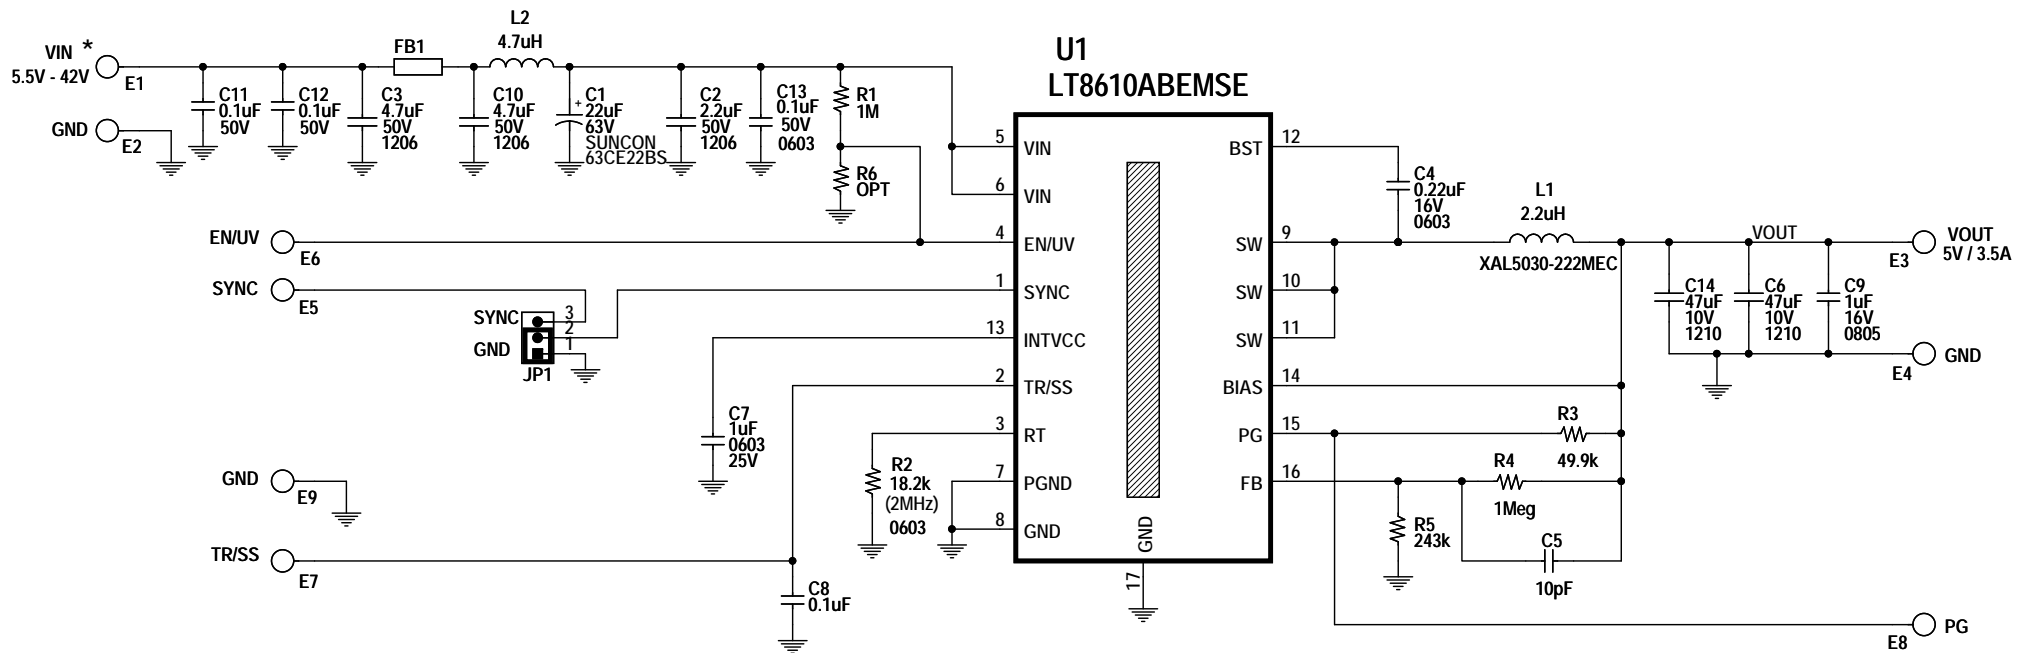 VIN *
5.5V - 42V
E1
GND
E2
C11
0.1uF
50V
C12
0.1uF
50V
C3
4.7uF
50V
1206
FB1
L2
4.7uH
C10
4.7uF
50V
1206
+
C1
22uF
63V
SUNCON
63CE22BS
C2
2.2uF
50V
1206
C13
0.1uF
50V
0603
R1
1M
R6
OPT
EN/UV
E6
SYNC
E5
SYNC
GND
3
2
1
JP1
C7
1uF
0603
25V
GND
E9
TR/SS
E7
C8
0.1uF
R2
18.2k
(2MHz)
0603
U1
LT8610ABEMSE
5 VIN
6 VIN
4 EN/UV
1 SYNC
13 INTVCC
2 TR/SS
3 RT
7 PGND
8 GND
GND
17
BST 12
SW 9
SW 10
SW 11
BIAS 14
PG 15
FB 16
C4
0.22uF
16V
0603
L1
2.2uH
XAL5030-222MEC
VOUT
C14
47uF
10V
1210
C6
47uF
10V
1210
C9
1uF
16V
0805
VOUT
5V / 3.5A
E3
GND
E4
R3
49.9k
R4
1Meg
R5
243k
C5
10pF
PG
E8